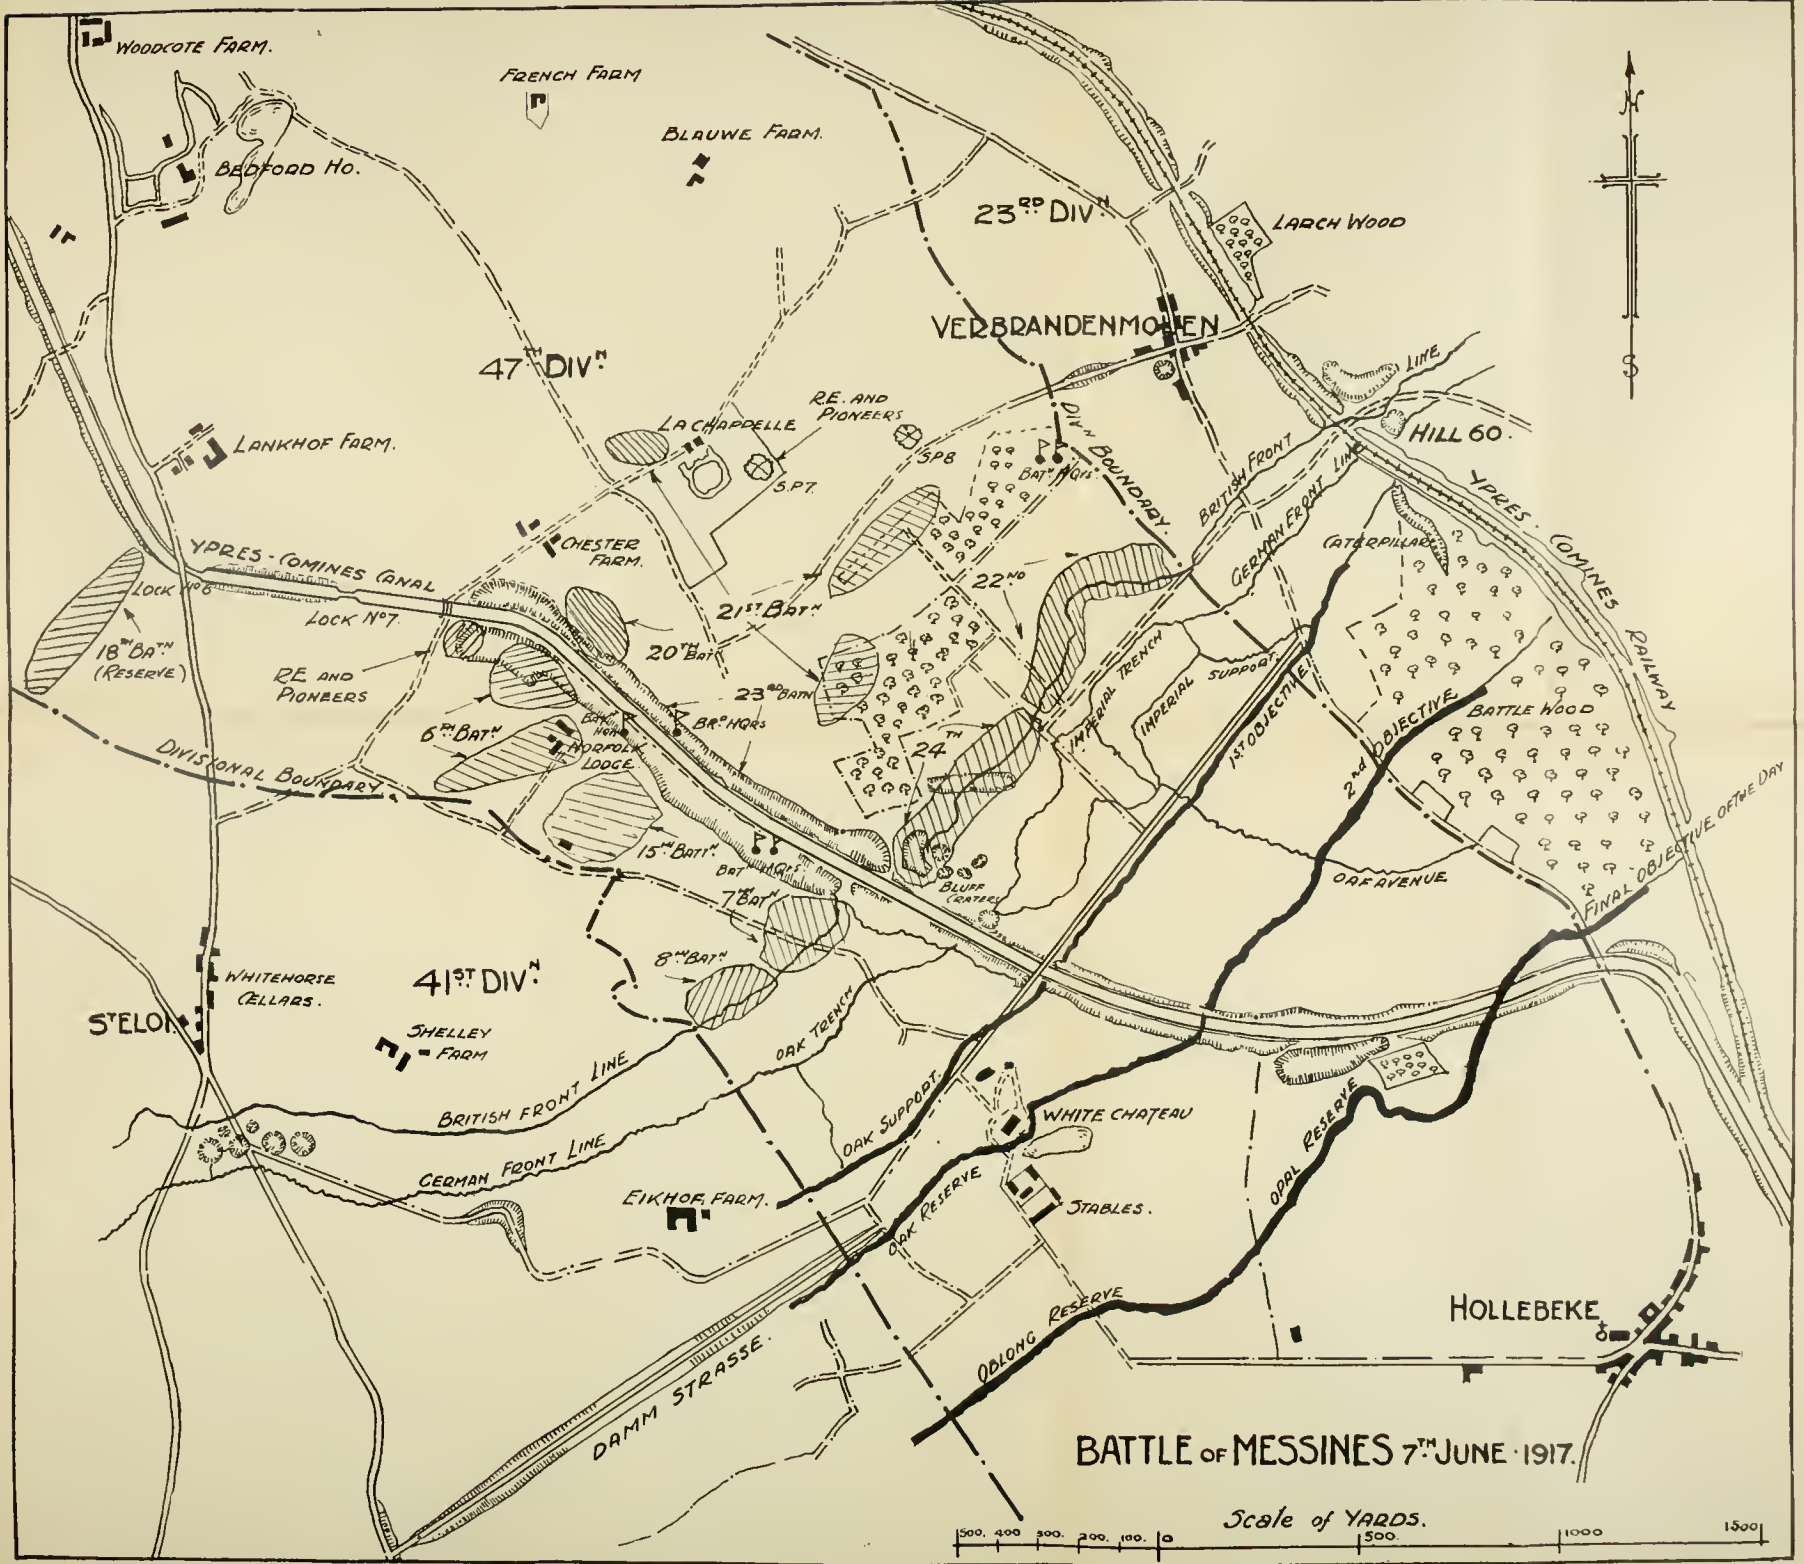 WOODCOTE FARM.
FRENCH FARM
BLAUWE FARM.
BEDFORD HO.
N
S
23RD DIVN.
LARCH WOOD
VERBRANDENMOLEN
47TH DIVN.
R.E. AND
PIONEERS
LA CHAPPELLE
LINE
HILL 60.
LANKHOF FARM.
S.P.8
S.P.7.
BATN HQrs.
DIVN BOUNDARY.
BRITISH FRONT
GERMAN FRONT LINE
YPRES - COMINES RAILWAY
CATERPILLAR
CHESTER
FARM.
YPRES - COMINES CANAL
LOCK No 6
LOCK No 7.
22ND
21ST BATN
20TH BATN
18TH BATN
(RESERVE)
R.E. AND
PIONEERS
23RD BATN
BRD HQRS
6TH BATN
BATN
HQRS
NORFOLK
LODGE.
24TH
IMPERIAL TRENCH
IMPERIAL SUPPORT
1ST OBJECTIVE
2nd OBJECTIVE
BATTLE WOOD
DIVISIONAL BOUNDARY
15TH BATTN.
BATN HQrs.
7TH BATN
BLUFF
CRATERS
OAF AVENUE
FINAL OBJECTIVE OF THE DAY
8TH BATN
41ST DIVN.
WHITEHORSE
CELLARS.
ST ELOI.
SHELLEY
FARM
OAK TRENCH
BRITISH FRONT LINE
GERMAN FRONT LINE
OAK SUPPORT.
WHITE CHATEAU
OPAL RESERVE
EIKHOF FARM.
OAK RESERVE
STABLES.
OBLONG RESERVE
HOLLEBEKE
DAMM STRASSE.
BATTLE OF MESSINES 7TH JUNE · 1917.
Scale of YARDS.
500. 400 300. 200. 100. 0 500. 1000 1500